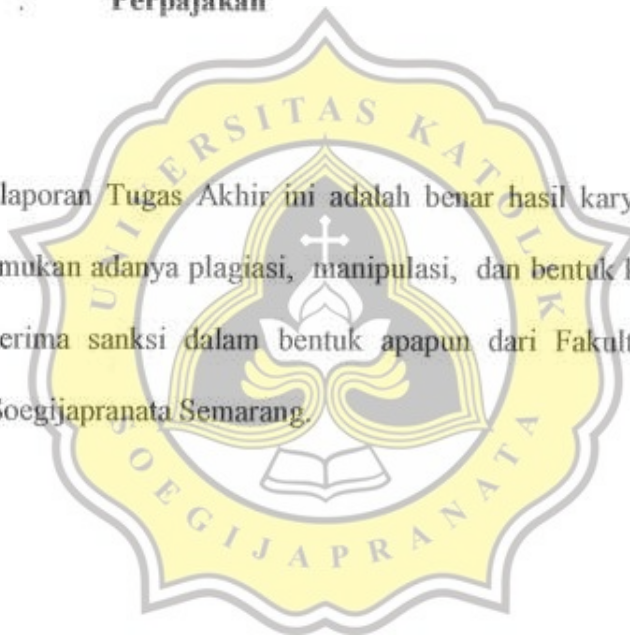 Perpajakan
UNIVERSITAS KATOLIK
laporan Tugas Akhir ini adalah benar hasil kary
mukan adanya plagiasi, manipulasi, dan bentuk
erima sanksi dalam bentuk apapun dari Fakult
Soegijapranata Semarang.
SOEGIJAPRANATA